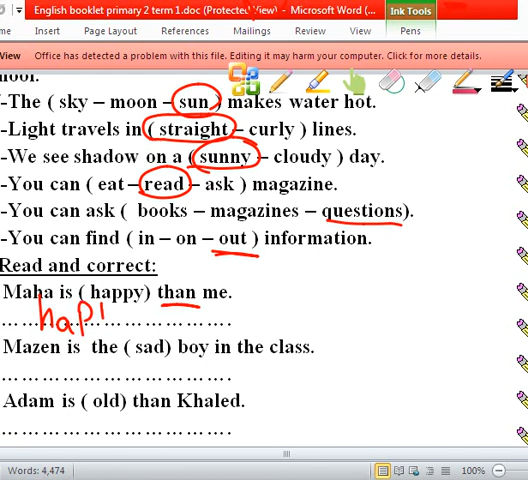 English booklet primary 2 term 1.doc (Protected View) - Microsoft Word (...
Ink Tools
Insert Page Layout References Mailings Review View Pens
View Office has detected a problem with this file. Editing it may harm your computer. Click for more details.
-The ( sky – moon – sun ) makes water hot.
-Light travels in ( straight – curly ) lines.
-We see shadow on a ( sunny – cloudy ) day.
-You can ( eat – read – ask ) magazine.
-You can ask ( books – magazines – questions).
-You can find ( in – on – out ) information.
Read and correct:
Maha is ( happy) than me.
hapi
Mazen is the ( sad) boy in the class.
Adam is ( old) than Khaled.
Words: 4,474
100%